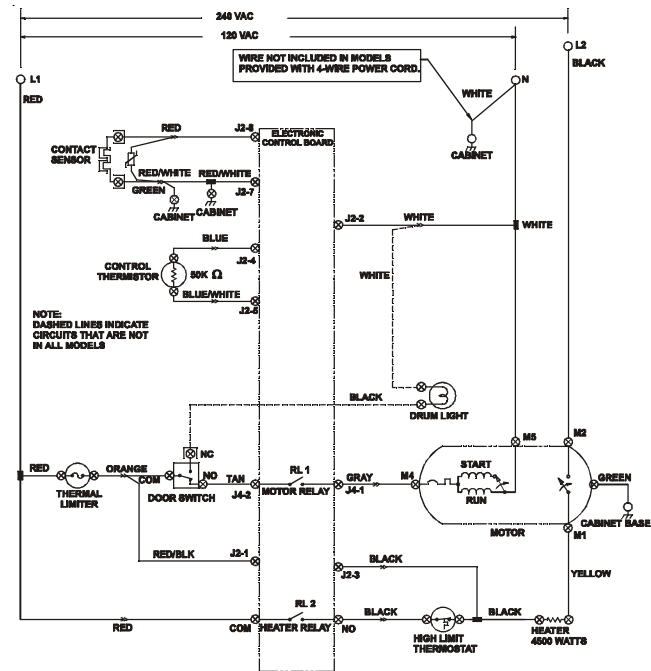 240 VAC
120 VAC
WIRE NOT INCLUDED IN MODELS
PROVIDED WITH 4-WIRE POWER CORD.
L1
RED
N
L2
BLACK
WHITE
CABINET
CONTACT
SENSOR
RED
J2-6
ELECTRONIC
CONTROL BOARD
RED/WHITE
RED/WHITE
GREEN
J2-7
CABINET
CABINET
J2-2
WHITE
WHITE
BLUE
J2-4
CONTROL
THERMISTOR
50K Ω
WHITE
BLUE/WHITE
J2-5
NOTE:
DASHED LINES INDICATE
CIRCUITS THAT ARE NOT
IN ALL MODELS
BLACK
DRUM LIGHT
NC
M5
M2
RED
ORANGE
COM
NO
TAN
RL 1
GRAY
M4
START
GREEN
THERMAL
LIMITER
DOOR SWITCH
J4-2
MOTOR RELAY
J4-1
RUN
CABINET BASE
MOTOR
M1
RED/BLK
J2-1
BLACK
J2-3
YELLOW
RL 2
BLACK
BLACK
RED
COM
HEATER RELAY
NO
HIGH LIMIT
THERMOSTAT
HEATER
4500 WATTS